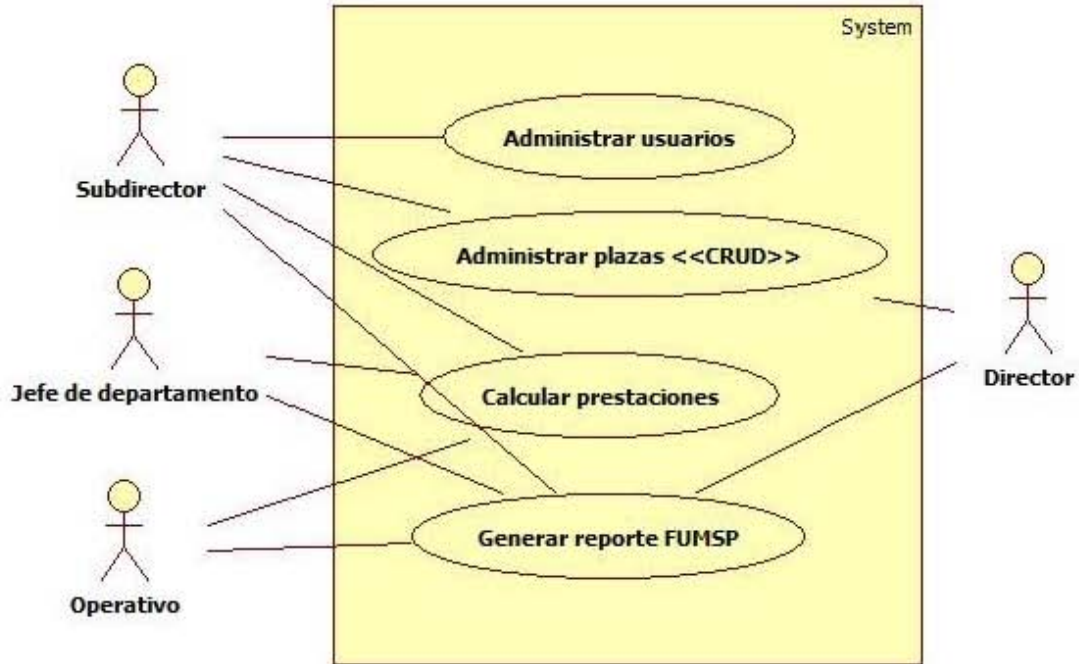 System
Subdirector
Administrar usuarios
Administrar plazas <<CRUD>>
Jefe de departamento
Calcular prestaciones
Director
Operativo
Generar reporte FUMSP